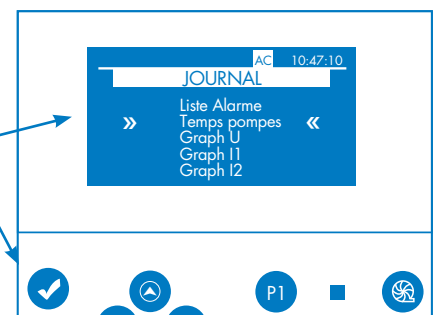 AC 10:47:10
JOURNAL
Liste Alarme
» Temps pompes «
Graph U
Graph I1
Graph I2
P1